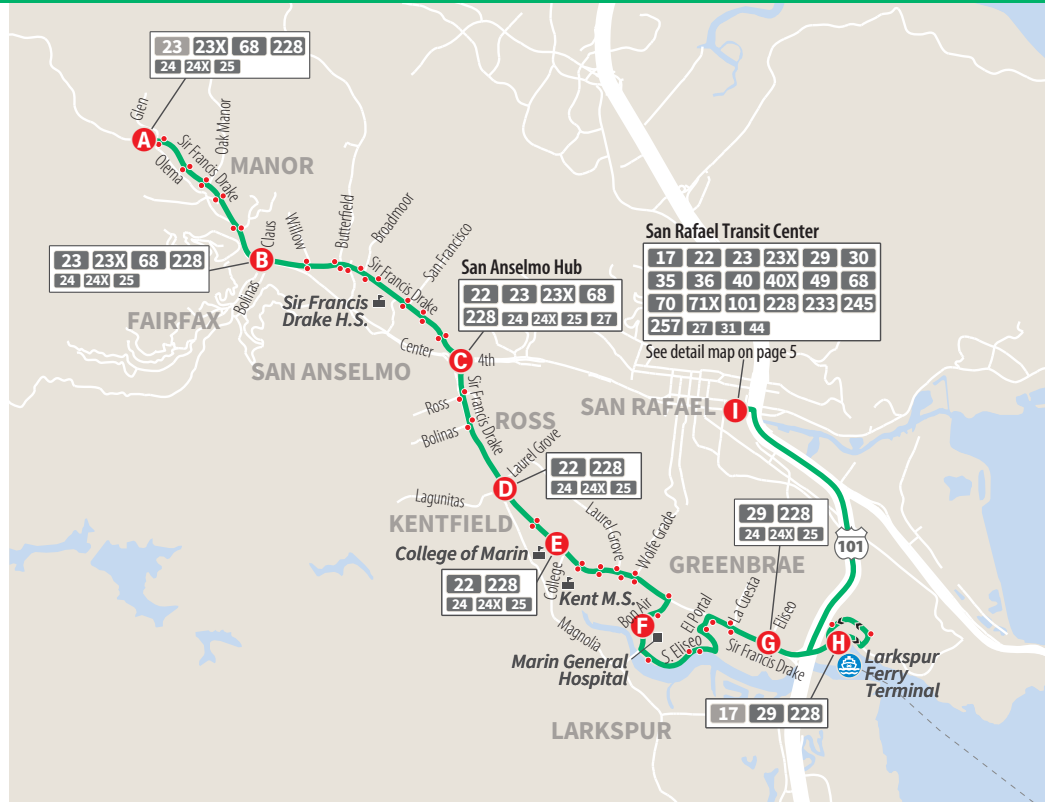 23 23X 68 228
24 24X 25
Glen
A
Sir Francis Drake
Oak Manor
Olema
MANOR
23 23X 68 228
24 24X 25
B
Claus
Bolinas
FAIRFAX
Willow
Butterfield
Broadmoor
Sir Francis Drake
San Francisco
Sir Francis
Drake H.S.
Center
SAN ANSELMO
San Anselmo Hub
22 23 23X 68
228 24 24X 25 27
C
4th
San Rafael Transit Center
17 22 23 23X 29 30
35 36 40 40X 49 68
70 71X 101 228 233 245
257 27 31 44
See detail map on page 5
SAN RAFAEL
I
Ross
Sir Francis Drake
ROSS
Bolinas
Laurel Grove
D
Lagunitas
22 228
24 24X 25
KENTFIELD
College of Marin
E
22 228
24 24X 25
College
Kent M.S.
Laurel Grove
Wolfe Grade
29 228
24 24X 25
101
GREENBRAE
Bon Air
F
Magnolia
Marin General
Hospital
S. Eliseo
El Portal
La Cuesta
Eliseo
G
Sir Francis Drake
H
Larkspur
Ferry
Terminal
17 29 228
LARKSPUR